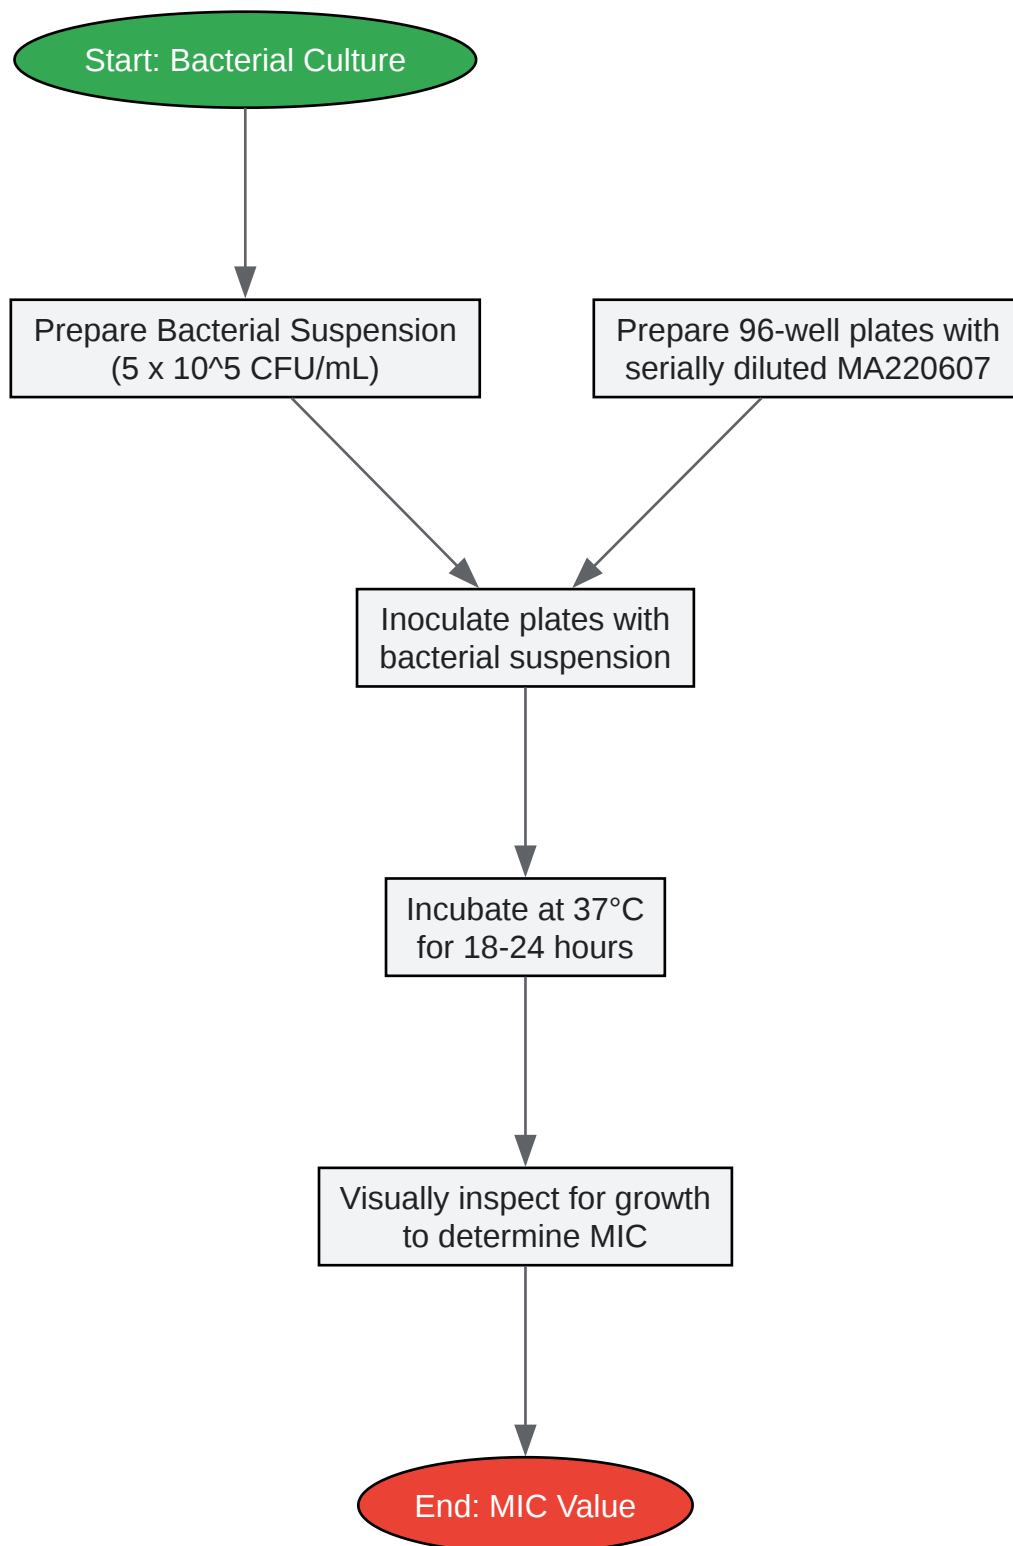 Start: Bacterial Culture
Prepare Bacterial Suspension
(5 x 10^5 CFU/mL)
Prepare 96-well plates with
serially diluted MA220607
Inoculate plates with
bacterial suspension
Incubate at 37°C
for 18-24 hours
Visually inspect for growth
to determine MIC
End: MIC Value